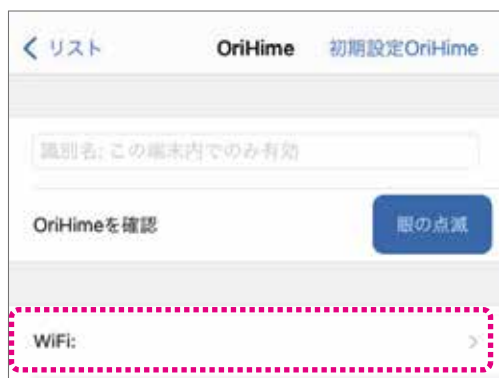 リスト
OriHime
初期設定OriHime
識別名: この端末内でのみ有効
OriHimeを確認
眼の点滅
WiFi: